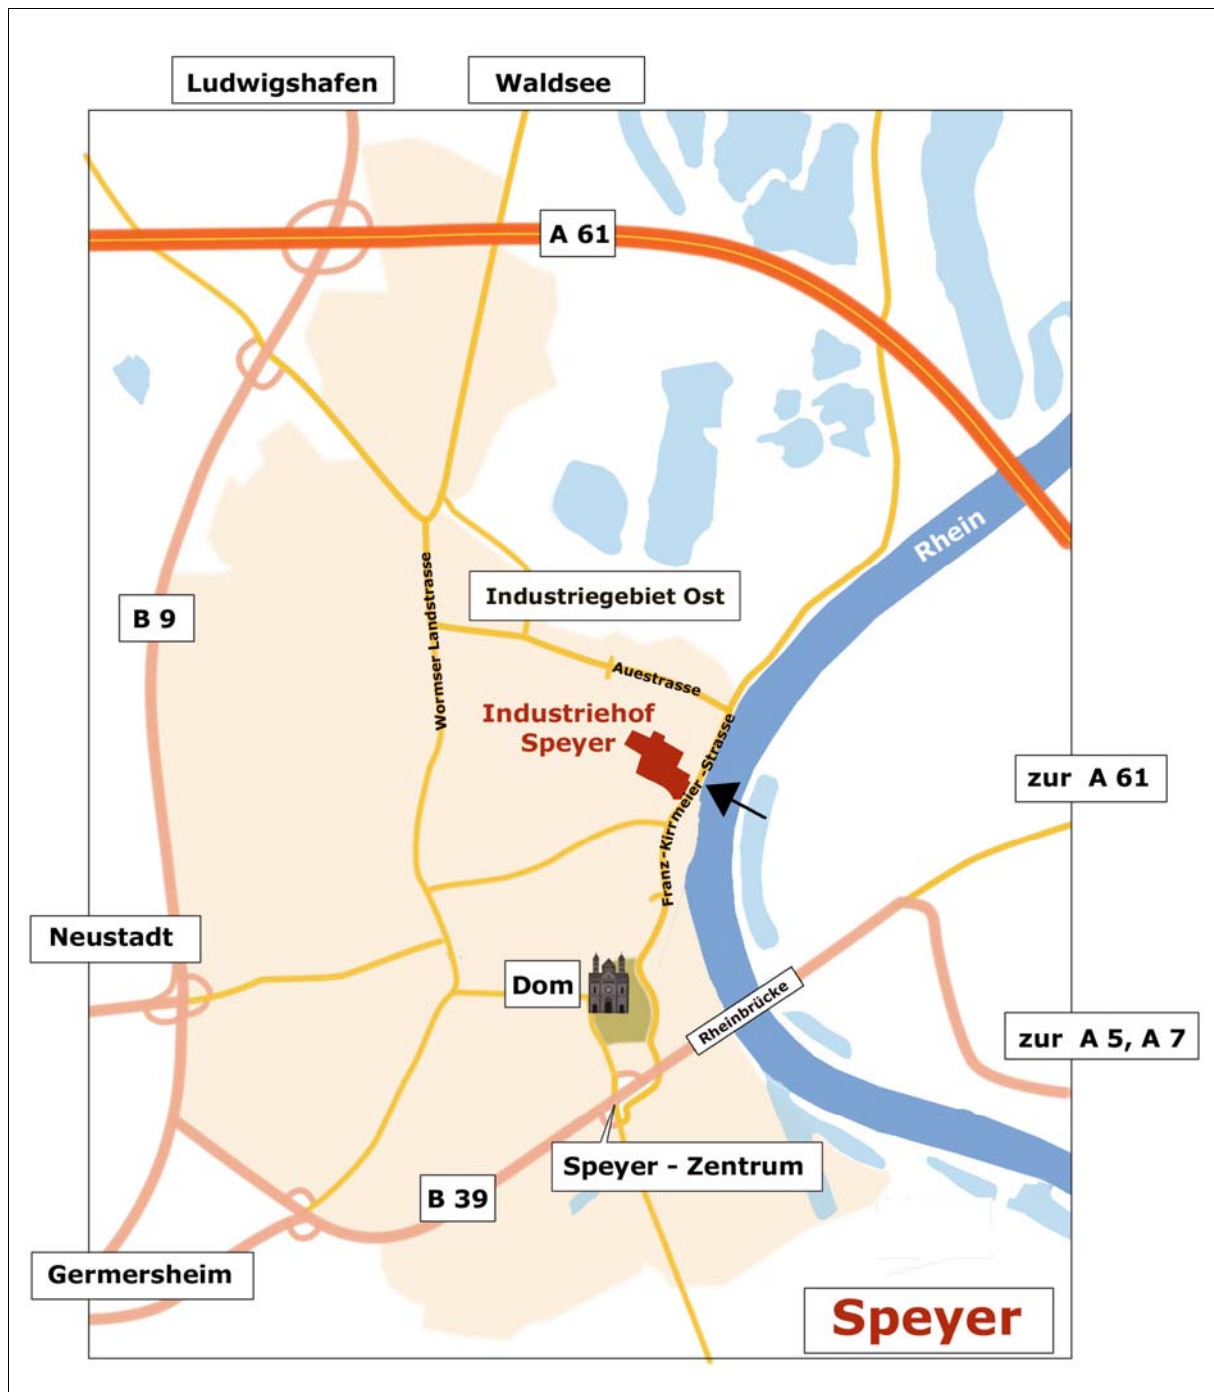 Ludwigshafen
Waldsee
A 61
Rhein
B 9
Wormser Landstrasse
Industriegebiet Ost
Auestrasse
Industriehof
Speyer
Franz-Kirrmeier-Strasse
zur A 61
Neustadt
Dom
Rheinbrücke
zur A 5, A 7
Speyer - Zentrum
B 39
Germersheim
Speyer